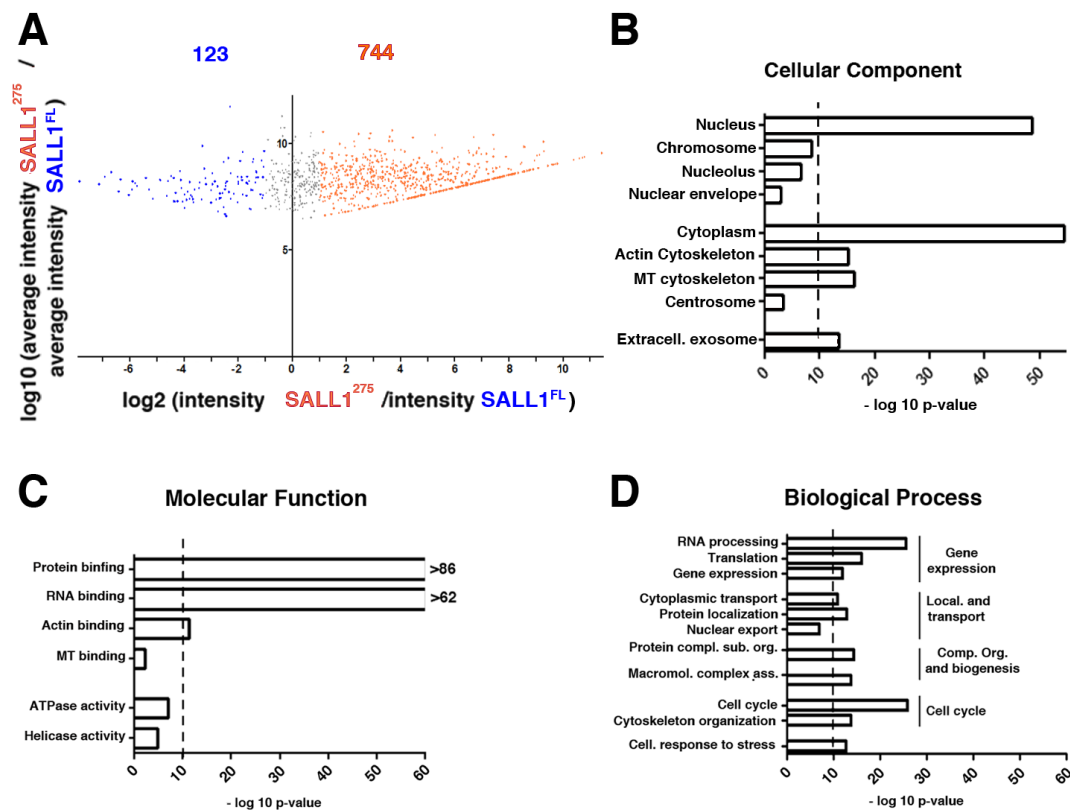 A
123
744
log10 (average intensity SALL1275 /
average intensity SALL1FL)
10
5
-6
-4
-2
0
2
4
6
8
10
log2 (intensity SALL1275 /intensity SALL1FL)
B
Cellular Component
Nucleus
Chromosome
Nucleolus
Nuclear envelope
Cytoplasm
Actin Cytoskeleton
MT cytoskeleton
Centrosome
Extracell. exosome
0
10
20
30
40
50
- log 10 p-value
C
Molecular Function
Protein binfing
>86
RNA binding
>62
Actin binding
MT binding
ATPase activity
Helicase activity
0
10
20
30
40
50
60
- log 10 p-value
D
Biological Process
RNA processing
Translation
Gene expression
Gene
expression
Cytoplasmic transport
Protein localization
Nuclear export
Local. and
transport
Protein compl. sub. org.
Macromol. complex ass.
Comp. Org.
and biogenesis
Cell cycle
Cytoskeleton organization
Cell cycle
Cell. response to stress
0
10
20
30
40
50
60
- log 10 p-value